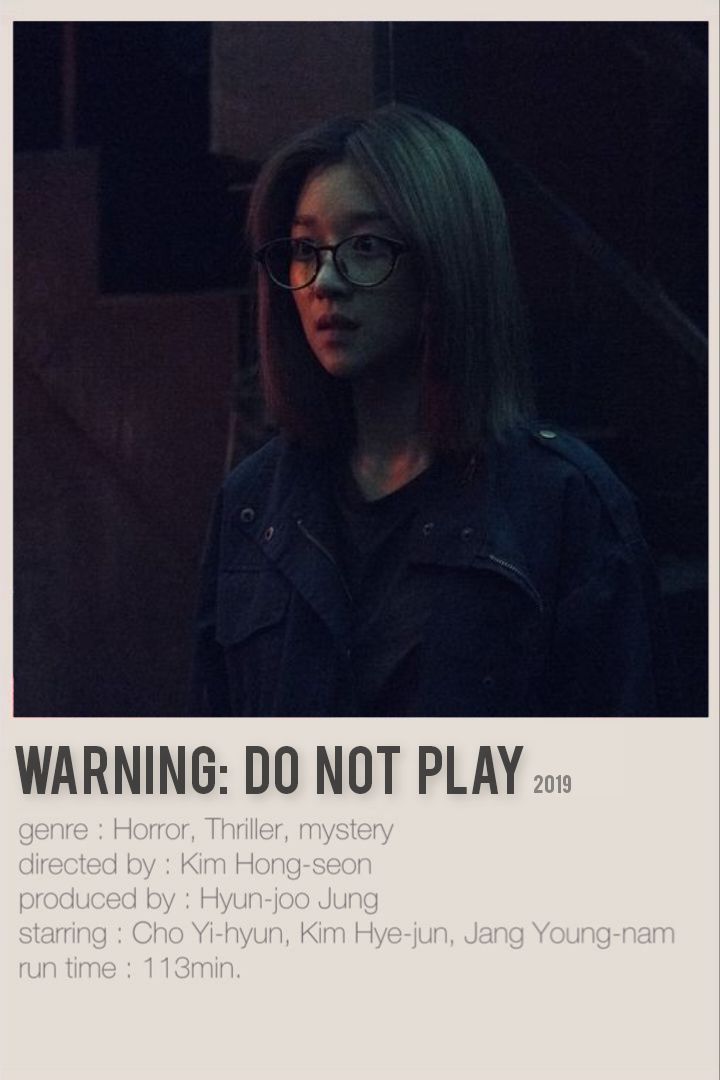 WARNING: DO NOT PLAY 2019
genre : Horror, Thriller, mystery
directed by : Kim Hong-seon
produced by : Hyun-joo Jung
starring : Cho Yi-hyun, Kim Hye-jun, Jang Young-nam
run time : 113min.